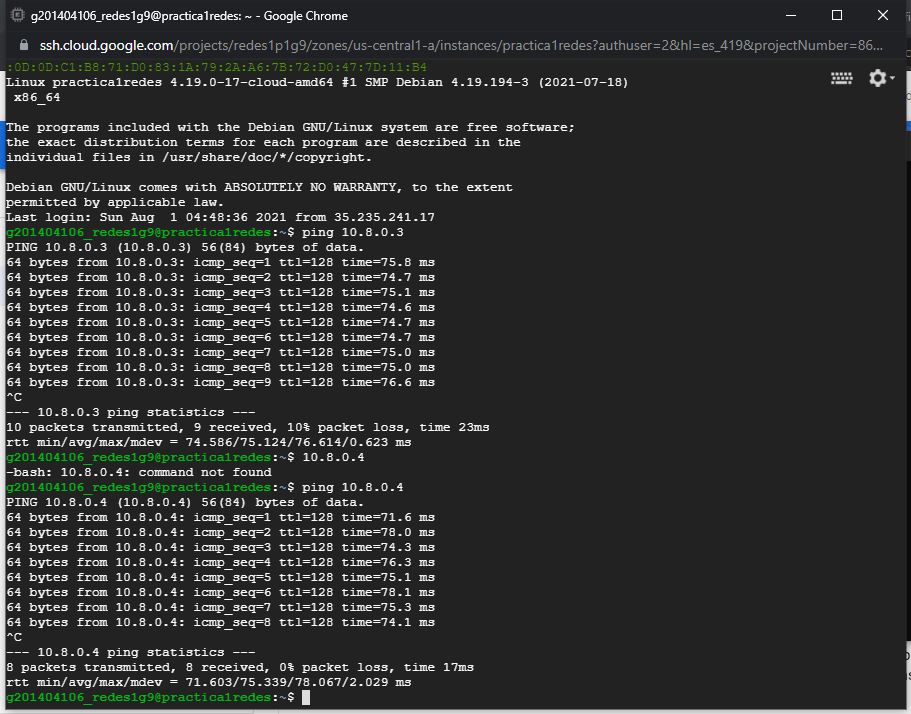 g201404106_redes1g9@practica1redes: ~ - Google Chrome
ssh.cloud.google.com/projects/redes1p1g9/zones/us-central1-a/instances/practica1redes?authuser=2&hl=es_419&projectNumber=86...
:0D:0D:C1:B8:71:D0:83:1A:79:2A:A6:7B:72:D0:47:7D:11:B4
Linux practica1redes 4.19.0-17-cloud-amd64 #1 SMP Debian 4.19.194-3 (2021-07-18)
x86_64
The programs included with the Debian GNU/Linux system are free software;
the exact distribution terms for each program are described in the
individual files in /usr/share/doc/*/copyright.
Debian GNU/Linux comes with ABSOLUTELY NO WARRANTY, to the extent
permitted by applicable law.
Last login: Sun Aug  1 04:48:36 2021 from 35.235.241.17
g201404106_redes1g9@practica1redes:~$ ping 10.8.0.3
PING 10.8.0.3 (10.8.0.3) 56(84) bytes of data.
64 bytes from 10.8.0.3: icmp_seq=1 ttl=128 time=75.8 ms
64 bytes from 10.8.0.3: icmp_seq=2 ttl=128 time=74.7 ms
64 bytes from 10.8.0.3: icmp_seq=3 ttl=128 time=75.1 ms
64 bytes from 10.8.0.3: icmp_seq=4 ttl=128 time=74.6 ms
64 bytes from 10.8.0.3: icmp_seq=5 ttl=128 time=74.7 ms
64 bytes from 10.8.0.3: icmp_seq=6 ttl=128 time=74.7 ms
64 bytes from 10.8.0.3: icmp_seq=7 ttl=128 time=75.0 ms
64 bytes from 10.8.0.3: icmp_seq=8 ttl=128 time=75.0 ms
64 bytes from 10.8.0.3: icmp_seq=9 ttl=128 time=76.6 ms
^C
--- 10.8.0.3 ping statistics ---
10 packets transmitted, 9 received, 10% packet loss, time 23ms
rtt min/avg/max/mdev = 74.586/75.124/76.614/0.623 ms
g201404106_redes1g9@practica1redes:~$ 10.8.0.4
-bash: 10.8.0.4: command not found
g201404106_redes1g9@practica1redes:~$ ping 10.8.0.4
PING 10.8.0.4 (10.8.0.4) 56(84) bytes of data.
64 bytes from 10.8.0.4: icmp_seq=1 ttl=128 time=71.6 ms
64 bytes from 10.8.0.4: icmp_seq=2 ttl=128 time=78.0 ms
64 bytes from 10.8.0.4: icmp_seq=3 ttl=128 time=74.3 ms
64 bytes from 10.8.0.4: icmp_seq=4 ttl=128 time=76.3 ms
64 bytes from 10.8.0.4: icmp_seq=5 ttl=128 time=75.1 ms
64 bytes from 10.8.0.4: icmp_seq=6 ttl=128 time=78.1 ms
64 bytes from 10.8.0.4: icmp_seq=7 ttl=128 time=75.3 ms
64 bytes from 10.8.0.4: icmp_seq=8 ttl=128 time=74.1 ms
^C
--- 10.8.0.4 ping statistics ---
8 packets transmitted, 8 received, 0% packet loss, time 17ms
rtt min/avg/max/mdev = 71.603/75.339/78.067/2.029 ms
g201404106_redes1g9@practica1redes:~$